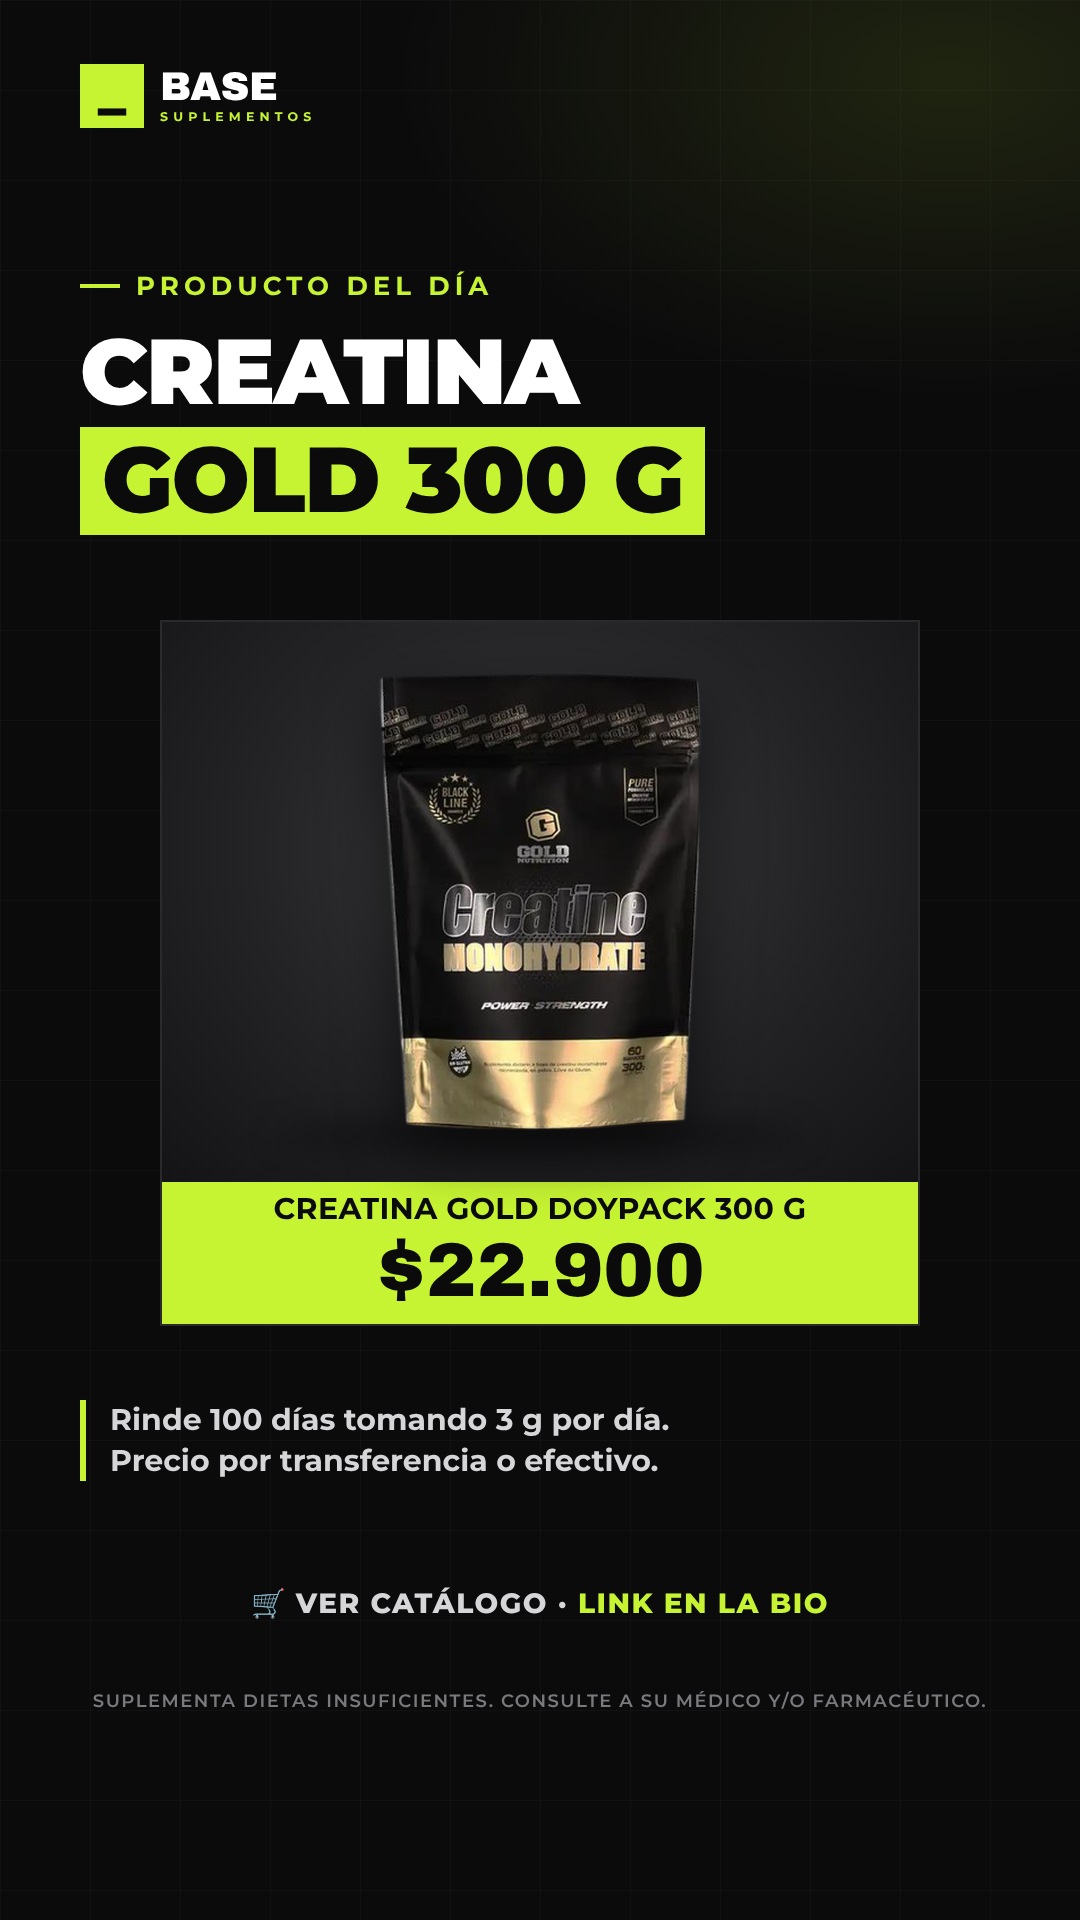 BASE
SUPLEMENTOS
PRODUCTO DEL DÍA
CREATINA
GOLD 300 G
BLACK
LINE
PURE
G
GOLD
NUTRITION
Creatine
MONOHYDRATE
POWER STRENGTH
60
300
CREATINA GOLD DOYPACK 300 G
$22.900
Rinde 100 días tomando 3 g por día.
Precio por transferencia o efectivo.
🛒 VER CATÁLOGO · LINK EN LA BIO
SUPLEMENTA DIETAS INSUFICIENTES. CONSULTE A SU MÉDICO Y/O FARMACÉUTICO.